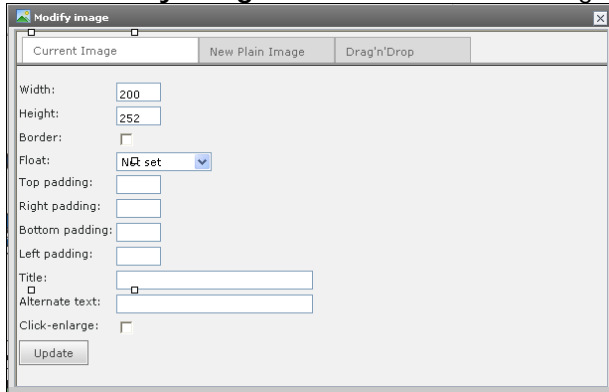 Modify image
Current Image New Plain Image Drag'n'Drop
Width: 200
Height: 252
Border:
Float: Not set
Top padding:
Right padding:
Bottom padding:
Left padding:
Title:
Alternate text:
Click-enlarge:
Update